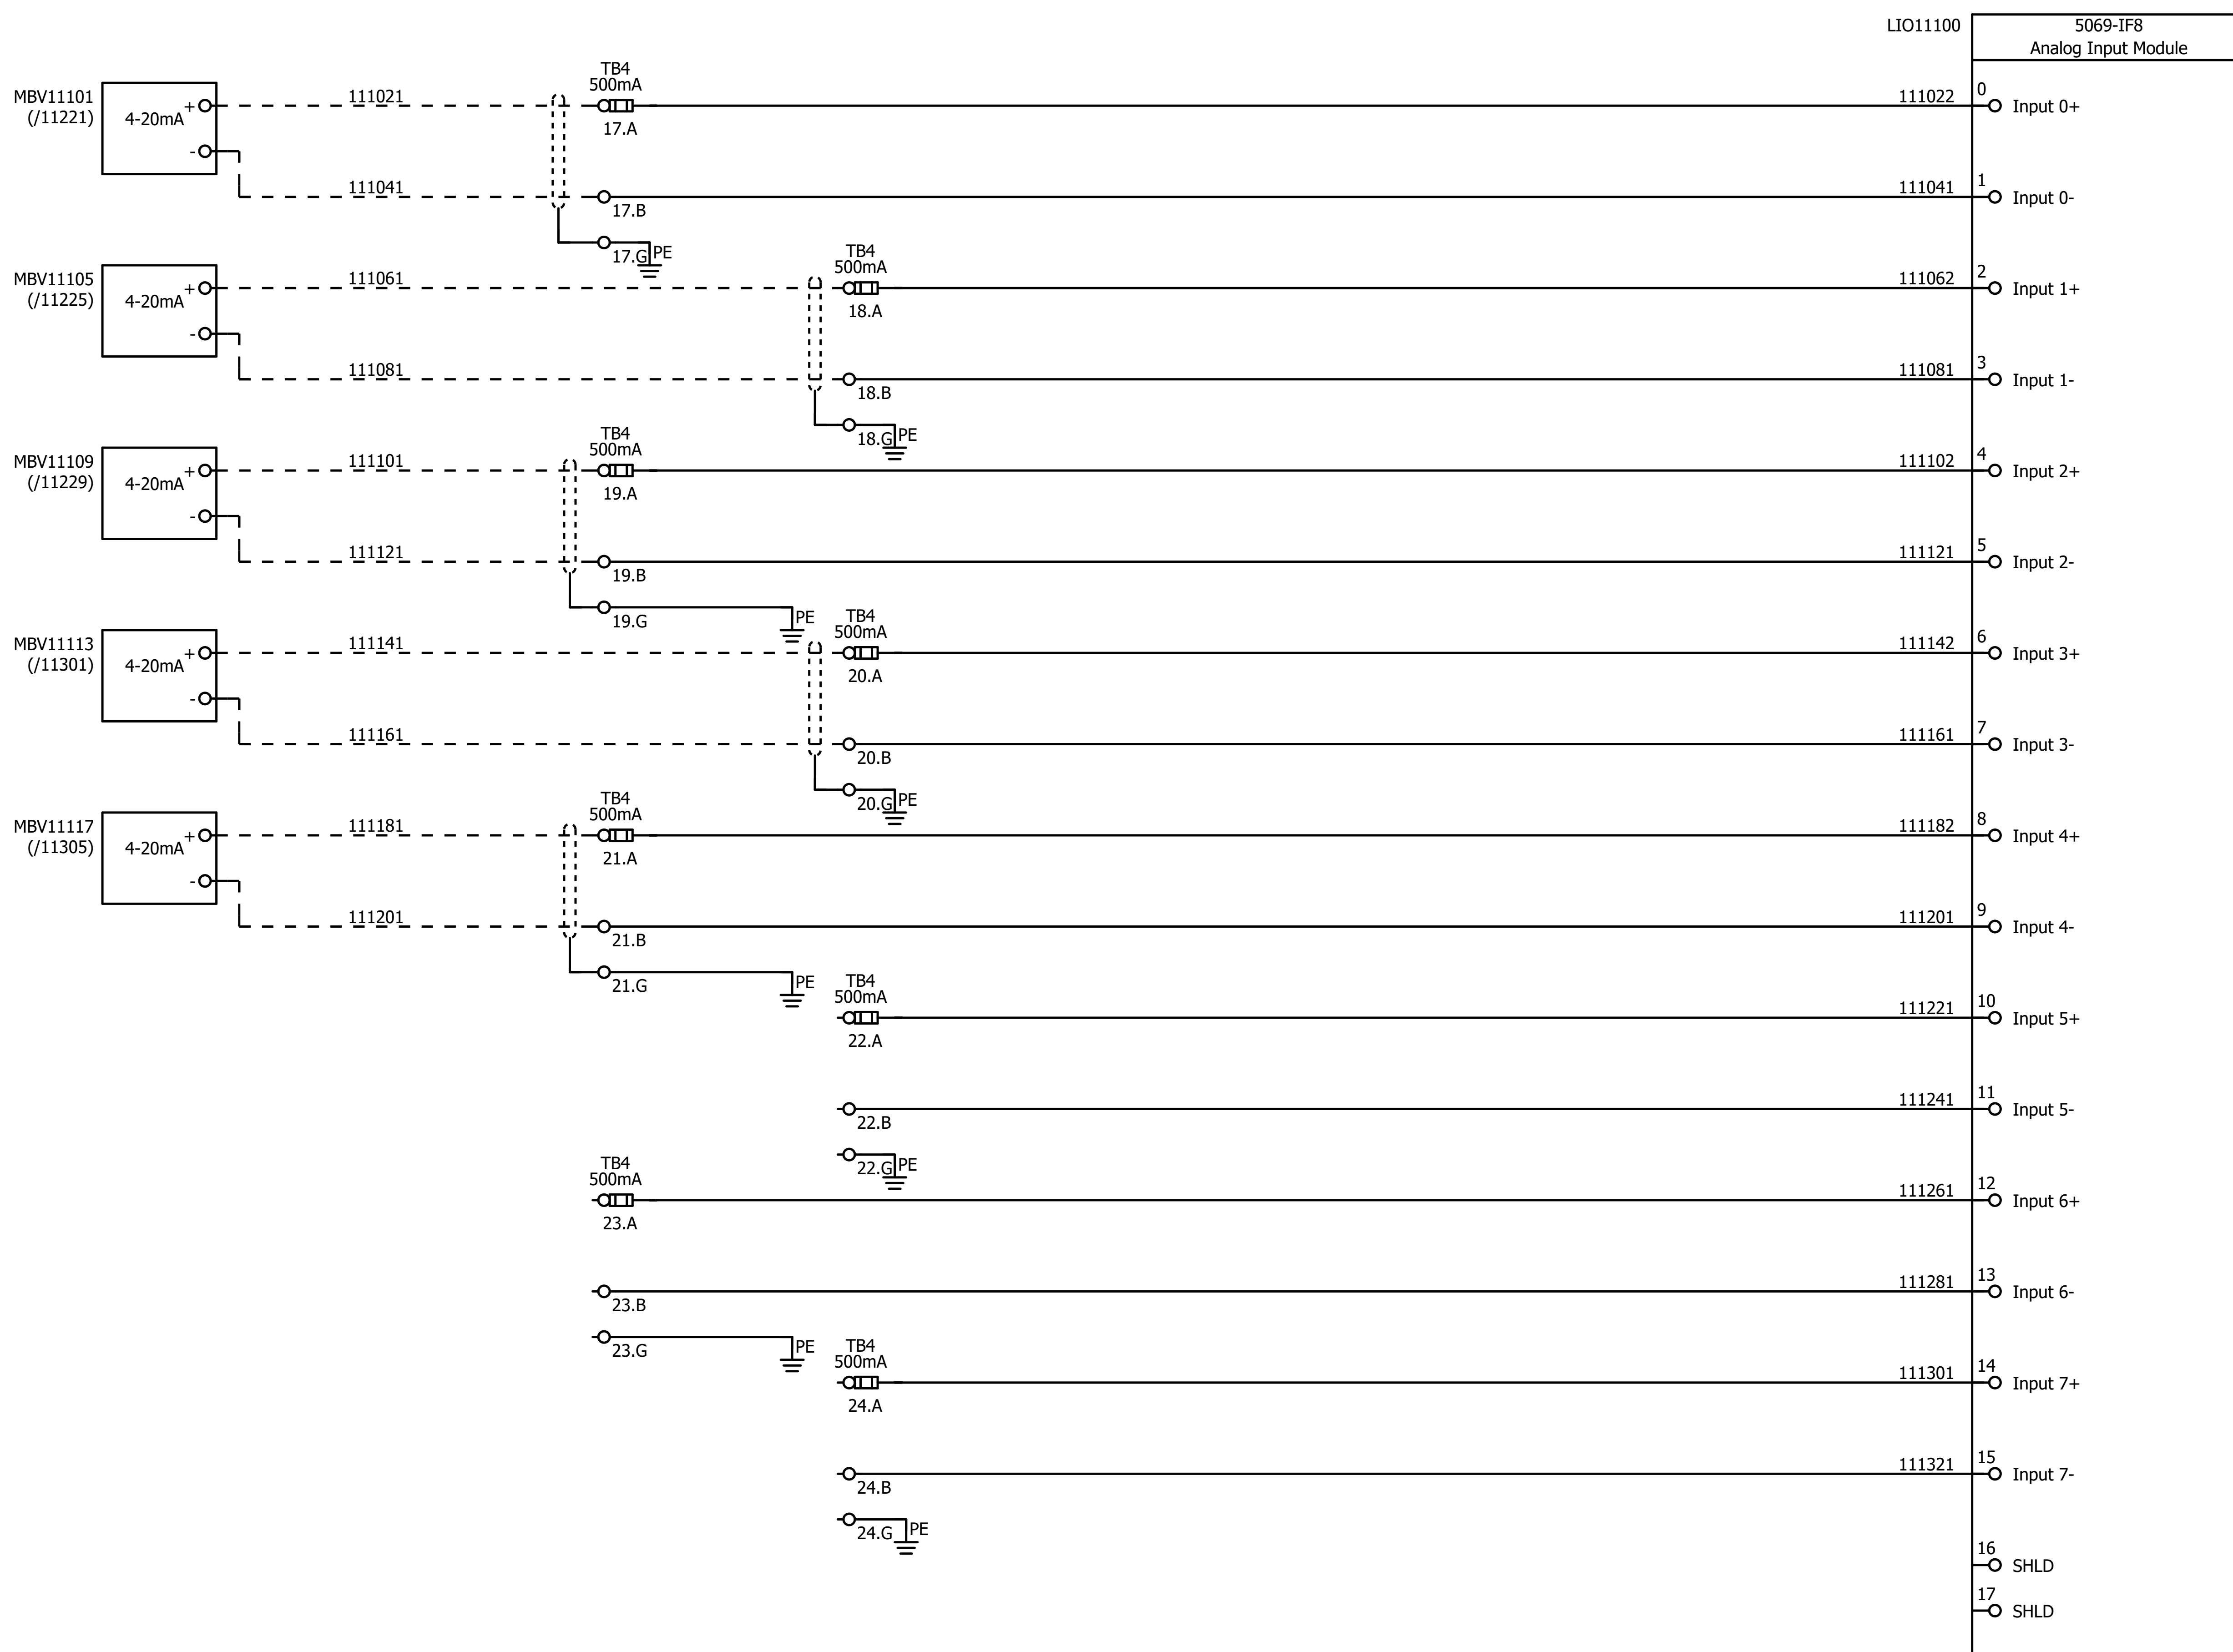 LIO11100
5069-IF8
Analog Input Module
MBV11101
(/11221)
4-20mA
+
-
111021
TB4
500mA
17.A
111022
0
Input 0+
111041
17.B
111041
1
Input 0-
17.G
PE
MBV11105
(/11225)
4-20mA
+
-
111061
TB4
500mA
18.A
111062
2
Input 1+
111081
18.B
111081
3
Input 1-
18.G
PE
MBV11109
(/11229)
4-20mA
+
-
111101
TB4
500mA
19.A
111102
4
Input 2+
111121
19.B
111121
5
Input 2-
19.G
PE
MBV11113
(/11301)
4-20mA
+
-
111141
TB4
500mA
20.A
111142
6
Input 3+
111161
20.B
111161
7
Input 3-
20.G
PE
MBV11117
(/11305)
4-20mA
+
-
111181
TB4
500mA
21.A
111182
8
Input 4+
111201
21.B
111201
9
Input 4-
21.G
PE
TB4
500mA
22.A
111221
10
Input 5+
22.B
111241
11
Input 5-
22.G
PE
TB4
500mA
23.A
111261
12
Input 6+
23.B
111281
13
Input 6-
23.G
PE
TB4
500mA
24.A
111301
14
Input 7+
24.B
111321
15
Input 7-
24.G
PE
16
SHLD
17
SHLD